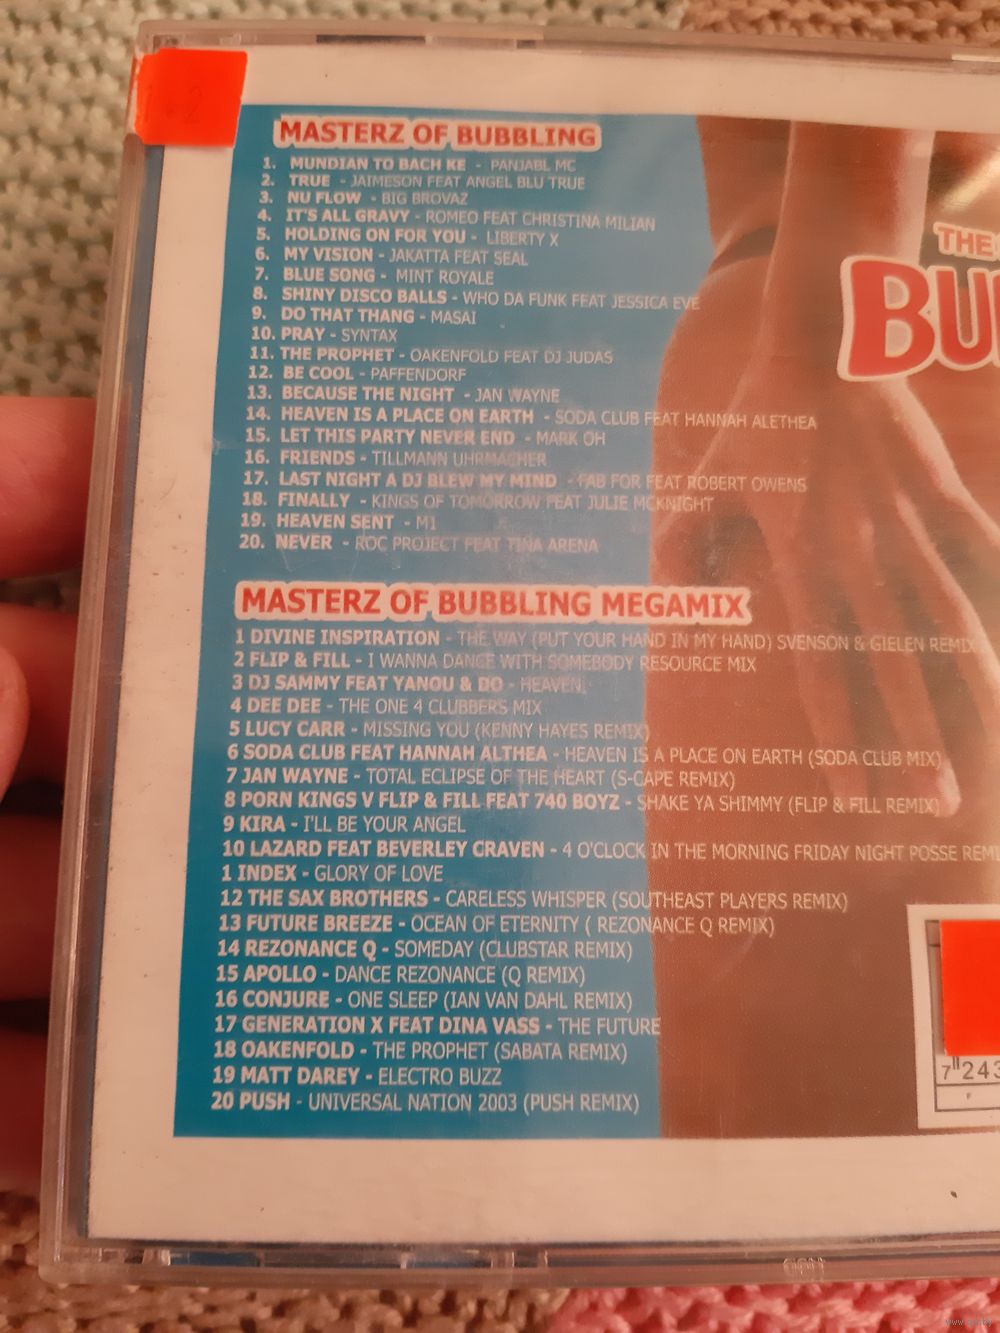 MASTERZ OF BUBBLING
1. MUNDIAN TO BACH KE - PANJABL MC
2. TRUE - JAIMESON FEAT ANGEL BLU TRUE
3. NU FLOW - BIG BROVAZ
4. IT'S ALL GRAVY - ROMEO FEAT CHRISTINA MILIAN
5. HOLDING ON FOR YOU - LIBERTY X
6. MY VISION - JAKATTA FEAT SEAL
7. BLUE SONG - MINT ROYALE
8. SHINY DISCO BALLS - WHO DA FUNK FEAT JESSICA EVE
9. DO THAT THANG - MASAI
10. PRAY - SYNTAX
11. THE PROPHET - OAKENFOLD FEAT DJ JUDAS
12. BE COOL - PAFFENDORF
13. BECAUSE THE NIGHT - JAN WAYNE
14. HEAVEN IS A PLACE ON EARTH - SODA CLUB FEAT HANNAH ALETHEA
15. LET THIS PARTY NEVER END - MARK OH
16. FRIENDS - TILLMANN UHRMACHER
17. LAST NIGHT A DJ BLEW MY MIND - FAB FOR FEAT ROBERT OWENS
18. FINALLY - KINGS OF TOMORROW FEAT JULIE MCKNIGHT
19. HEAVEN SENT - M1
20. NEVER - ROC PROJECT FEAT TINA ARENA
MASTERZ OF BUBBLING MEGAMIX
1 DIVINE INSPIRATION - THE WAY (PUT YOUR HAND IN MY HAND) SVENSON & GIELEN REMIX
2 FLIP & FILL - I WANNA DANCE WITH SOMEBODY RESOURCE MIX
3 DJ SAMMY FEAT YANOU & DO - HEAVEN
4 DEE DEE - THE ONE 4 CLUBBERS MIX
5 LUCY CARR - MISSING YOU (KENNY HAYES REMIX)
6 SODA CLUB FEAT HANNAH ALTHEA - HEAVEN IS A PLACE ON EARTH (SODA CLUB MIX)
7 JAN WAYNE - TOTAL ECLIPSE OF THE HEART (S-CAPE REMIX)
8 PORN KINGS V FLIP & FILL FEAT 740 BOYZ - SHAKE YA SHIMMY (FLIP & FILL REMIX)
9 KIRA - I'LL BE YOUR ANGEL
10 LAZARD FEAT BEVERLEY CRAVEN - 4 O'CLOCK IN THE MORNING FRIDAY NIGHT POSSE REMI
1 INDEX - GLORY OF LOVE
12 THE SAX BROTHERS - CARELESS WHISPER (SOUTHEAST PLAYERS REMIX)
13 FUTURE BREEZE - OCEAN OF ETERNITY ( REZONANCE Q REMIX)
14 REZONANCE Q - SOMEDAY (CLUBSTAR REMIX)
15 APOLLO - DANCE REZONANCE (Q REMIX)
16 CONJURE - ONE SLEEP (IAN VAN DAHL REMIX)
17 GENERATION X FEAT DINA VASS - THE FUTURE
18 OAKENFOLD - THE PROPHET (SABATA REMIX)
19 MATT DAREY - ELECTRO BUZZ
20 PUSH - UNIVERSAL NATION 2003 (PUSH REMIX)
THE
BU
7 243